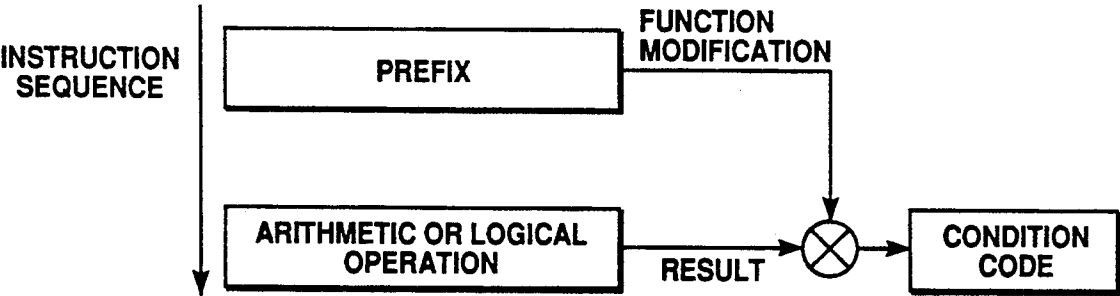 INSTRUCTION
SEQUENCE
PREFIX
FUNCTION
MODIFICATION
ARITHMETIC OR LOGICAL
OPERATION
RESULT
CONDITION
CODE